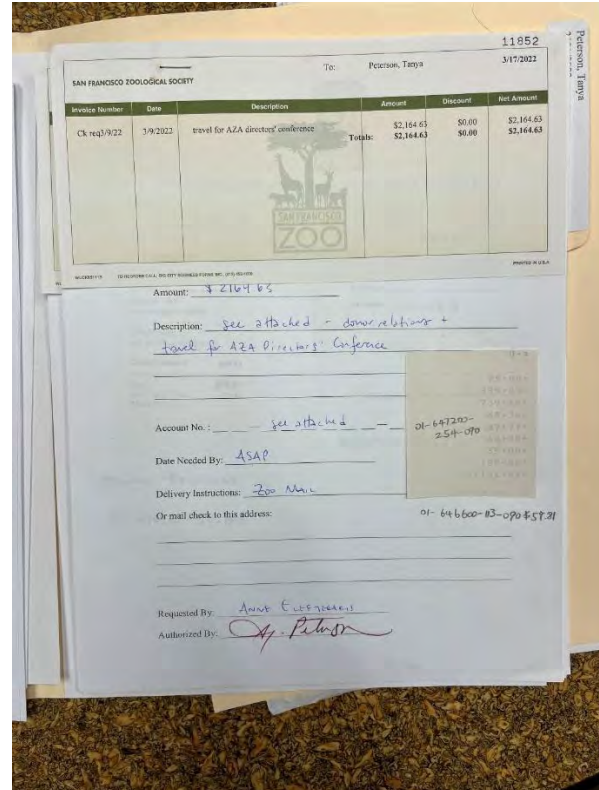 11852
Peterson, Tanya
To: Peterson, Tanya 3/17/2022
SAN FRANCISCO ZOOLOGICAL SOCIETY
Invoice Number Date Description Amount Discount Net Amount
Ck req3/9/22 3/9/2022 travel for AZA directors' conference $2,164.63 $0.00 $2,164.63
Totals: $2,164.63 $0.00 $2,164.63
SAN FRANCISCO
ZOO
PRINTED IN U.S.A.
Amount: $ 2164 63
Description: see attached - donor relations +
travel for AZA Directors' Conference
Account No.: see attached
01-647200-
254-090
Date Needed By: ASAP
Delivery Instructions: Zoo Mail
Or mail check to this address:
01-646600-113-090 $57.81
Requested By: Anne
Authorized By: Peterson